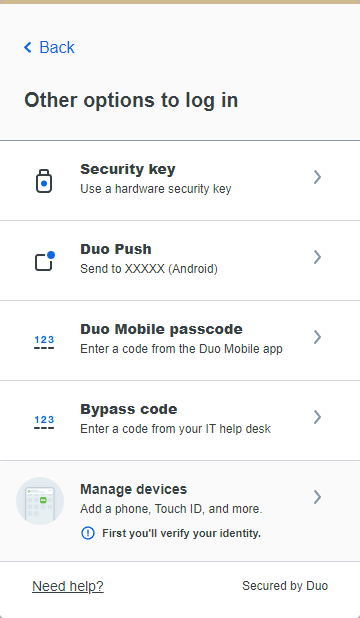 Back
Other options to log in
Security key
Use a hardware security key
Duo Push
Send to XXXXX (Android)
123
Duo Mobile passcode
Enter a code from the Duo Mobile app
123
Bypass code
Enter a code from your IT help desk
Manage devices
Add a phone, Touch ID, and more.
First you'll verify your identity.
Need help?
Secured by Duo